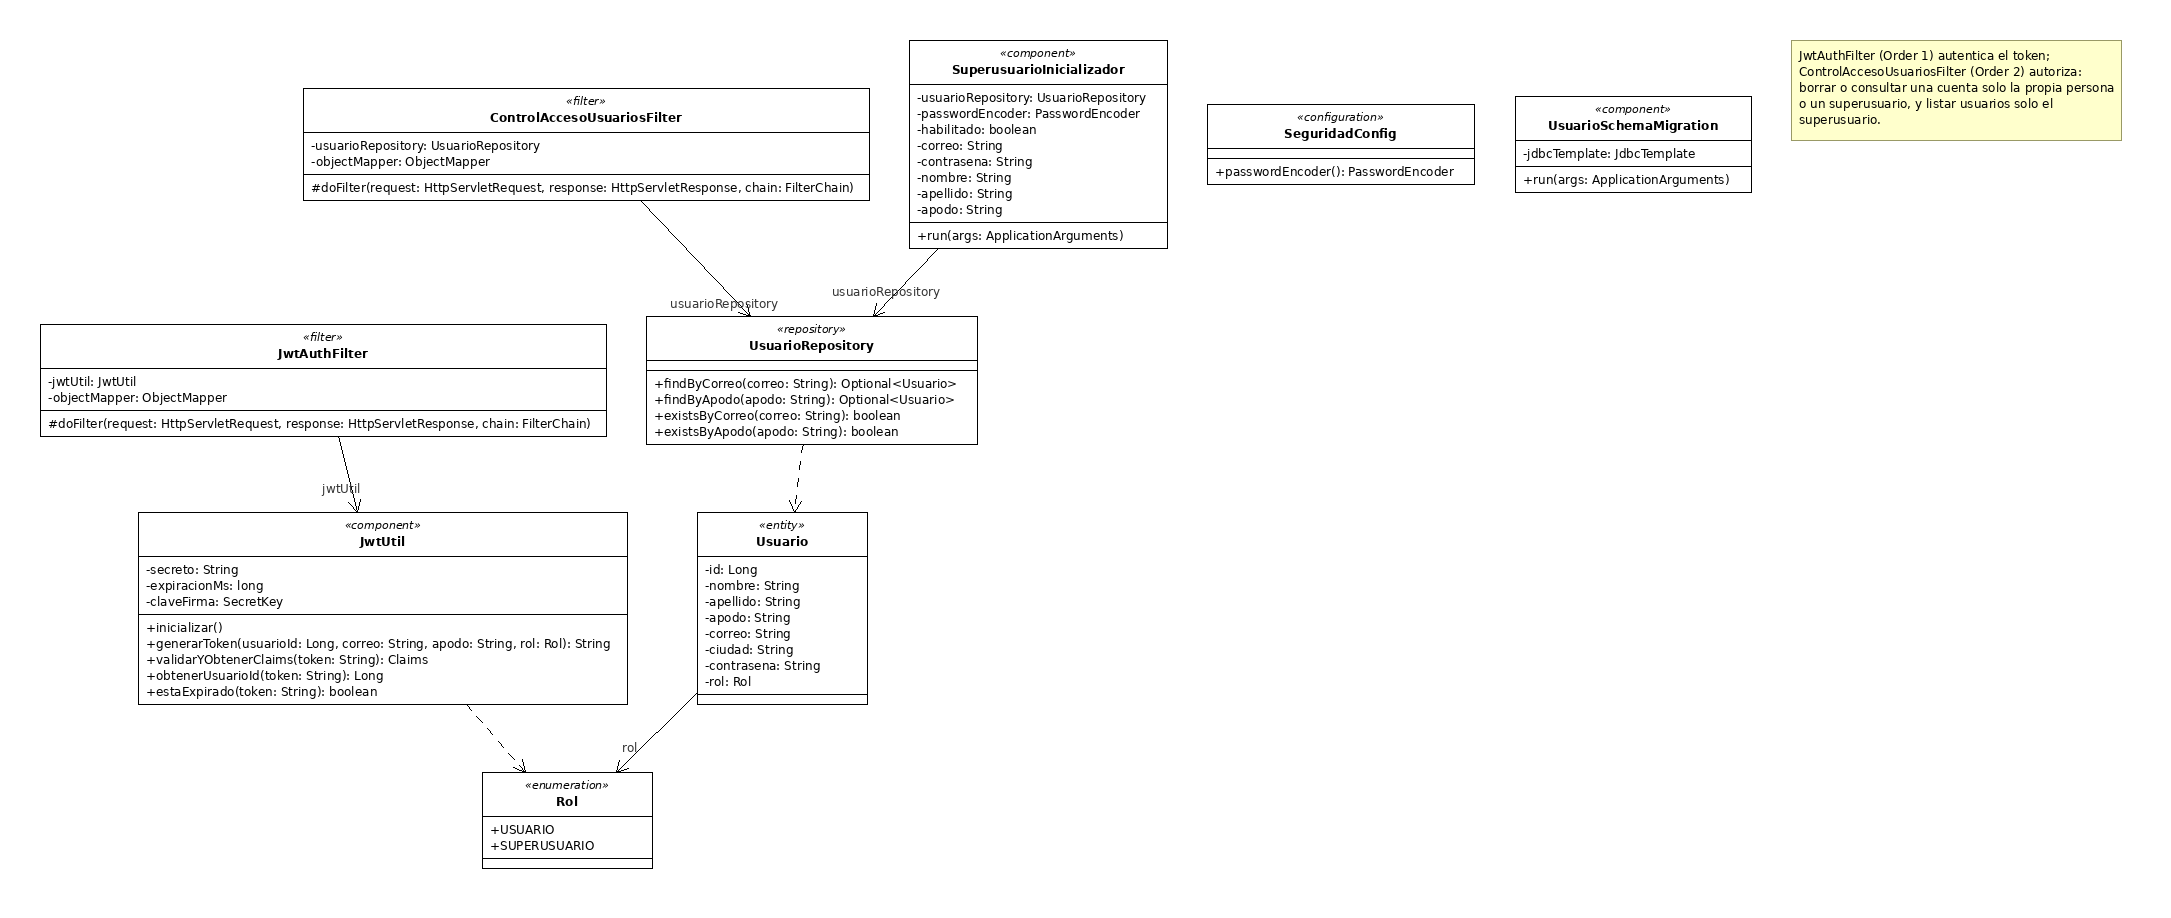 «component»
SuperusuarioInicializador
-usuarioRepository: UsuarioRepository
-passwordEncoder: PasswordEncoder
-habilitado: boolean
-correo: String
-contrasena: String
-nombre: String
-apellido: String
-apodo: String
+run(args: ApplicationArguments)
JwtAuthFilter (Order 1) autentica el token;
ControlAccesoUsuariosFilter (Order 2) autoriza:
borrar o consultar una cuenta solo la propia persona
o un superusuario, y listar usuarios solo el
superusuario.
«filter»
ControlAccesoUsuariosFilter
-usuarioRepository: UsuarioRepository
-objectMapper: ObjectMapper
#doFilter(request: HttpServletRequest, response: HttpServletResponse, chain: FilterChain)
«configuration»
SeguridadConfig
+passwordEncoder(): PasswordEncoder
«component»
UsuarioSchemaMigration
-jdbcTemplate: JdbcTemplate
+run(args: ApplicationArguments)
usuarioRepository
usuarioRepository
«filter»
JwtAuthFilter
-jwtUtil: JwtUtil
-objectMapper: ObjectMapper
#doFilter(request: HttpServletRequest, response: HttpServletResponse, chain: FilterChain)
«repository»
UsuarioRepository
+findByCorreo(correo: String): Optional<Usuario>
+findByApodo(apodo: String): Optional<Usuario>
+existsByCorreo(correo: String): boolean
+existsByApodo(apodo: String): boolean
jwtUtil
«component»
JwtUtil
-secreto: String
-expiracionMs: long
-claveFirma: SecretKey
+inicializar()
+generarToken(usuarioId: Long, correo: String, apodo: String, rol: Rol): String
+validarYObtenerClaims(token: String): Claims
+obtenerUsuarioId(token: String): Long
+estaExpirado(token: String): boolean
«entity»
Usuario
-id: Long
-nombre: String
-apellido: String
-apodo: String
-correo: String
-ciudad: String
-contrasena: String
-rol: Rol
rol
«enumeration»
Rol
+USUARIO
+SUPERUSUARIO